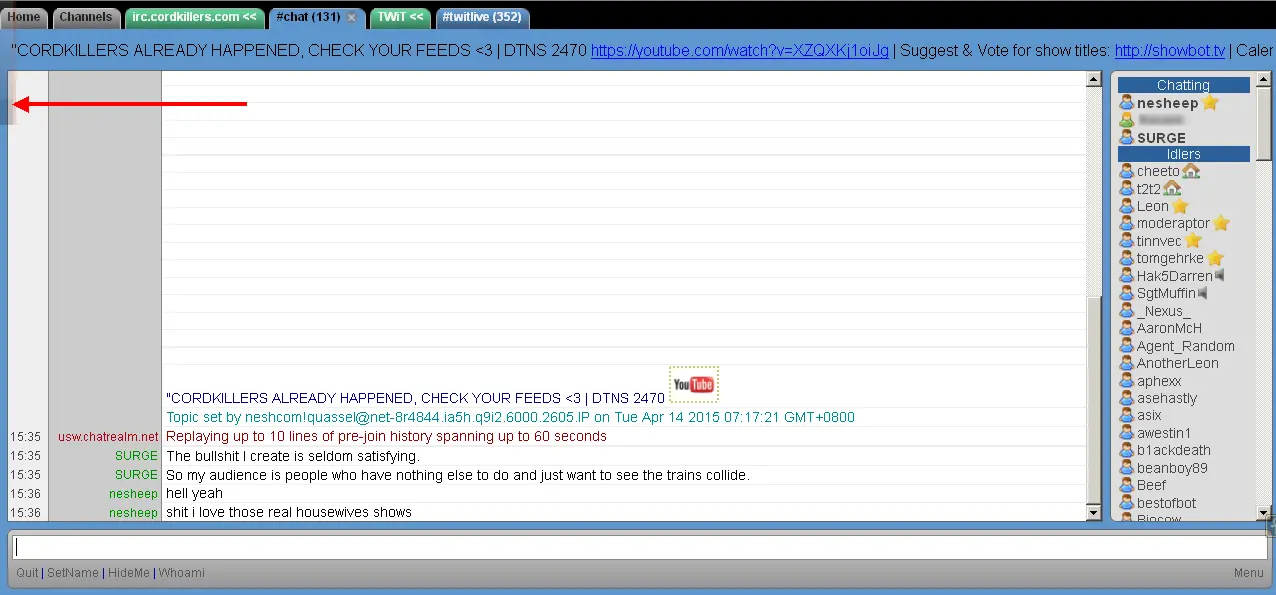 Home Channels irc.cordkillers.com << #chat (131) TWiT << #twitlive (352)
"CORDKILLERS ALREADY HAPPENED, CHECK YOUR FEEDS <3 | DTNS 2470 https://youtube.com/watch?v=XZQXKj1oiJg | Suggest & Vote for show titles: http://showbot.tv | Caler
"CORDKILLERS ALREADY HAPPENED, CHECK YOUR FEEDS <3 | DTNS 2470 YouTube
Topic set by neshcom!quassel@net-8r4844.ia5h.q9i2.6000.2605.IP on Tue Apr 14 2015 07:17:21 GMT+0800
15:35 usw.chatrealm.net Replaying up to 10 lines of pre-join history spanning up to 60 seconds
15:35 SURGE The bullshit I create is seldom satisfying.
15:35 SURGE So my audience is people who have nothing else to do and just want to see the trains collide.
15:36 nesheep hell yeah
15:36 nesheep shit i love those real housewives shows
Chatting
nesheep
SURGE
Idlers
cheeto
t2t2
Leon
moderaptor
tinnvec
tomgehrke
Hak5Darren
SgtMuffin
_Nexus_
AaronMcH
Agent_Random
AnotherLeon
aphexx
asehastly
asix
awestin1
b1ackdeath
beanboy89
Beef
bestofbot
Biocow
Quit | SetName | HideMe | Whoami
Menu